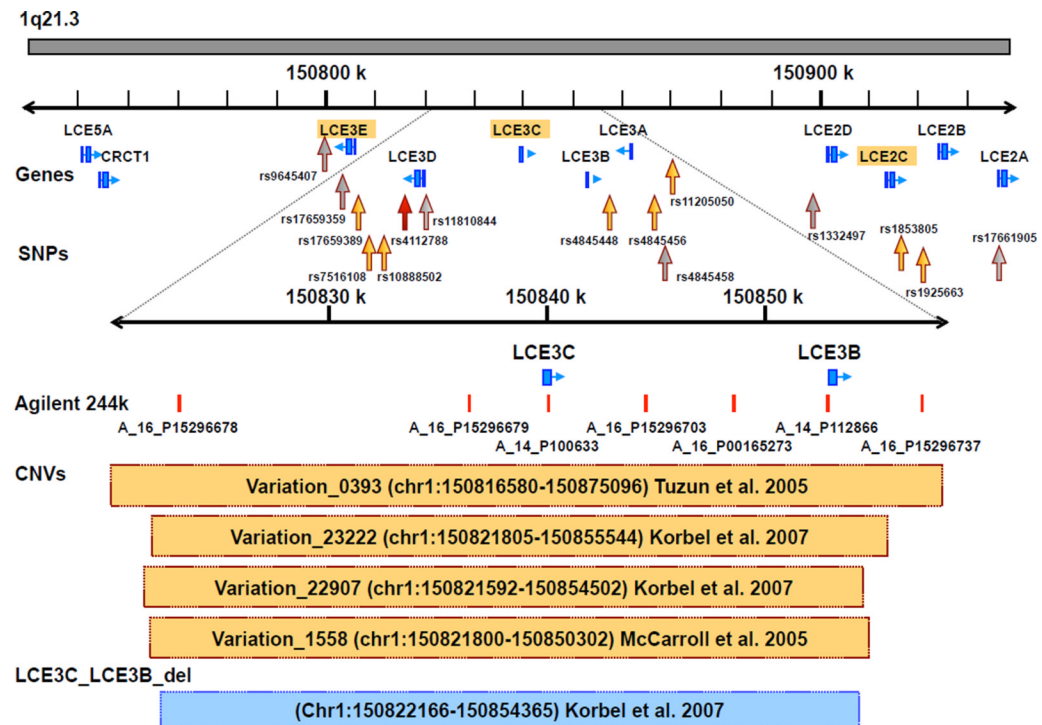 1q21.3
150800 k 150900 k
LCE5A LCE3E LCE3C LCE3A LCE2D LCE2B
CRCT1 LCE3D LCE3B LCE2C LCE2A
Genes
rs9645407 rs11205050
rs17659359 rs11810844 rs1332497 rs1853805 rs17661905
rs17659389 rs4112788 rs4845448 rs4845456
SNPs
rs7516108 rs10888502 rs4845458 rs1925663
150830 k 150840 k 150850 k
LCE3C LCE3B
Agilent 244k
A_16_P15296678 A_16_P15296679 A_16_P15296703 A_14_P112866
A_14_P100633 A_16_P00165273 A_16_P15296737
CNVs
Variation_0393 (chr1:150816580-150875096) Tuzun et al. 2005
Variation_23222 (chr1:150821805-150855544) Korbel et al. 2007
Variation_22907 (chr1:150821592-150854502) Korbel et al. 2007
Variation_1558 (chr1:150821800-150850302) McCarroll et al. 2005
LCE3C_LCE3B_del
(Chr1:150822166-150854365) Korbel et al. 2007